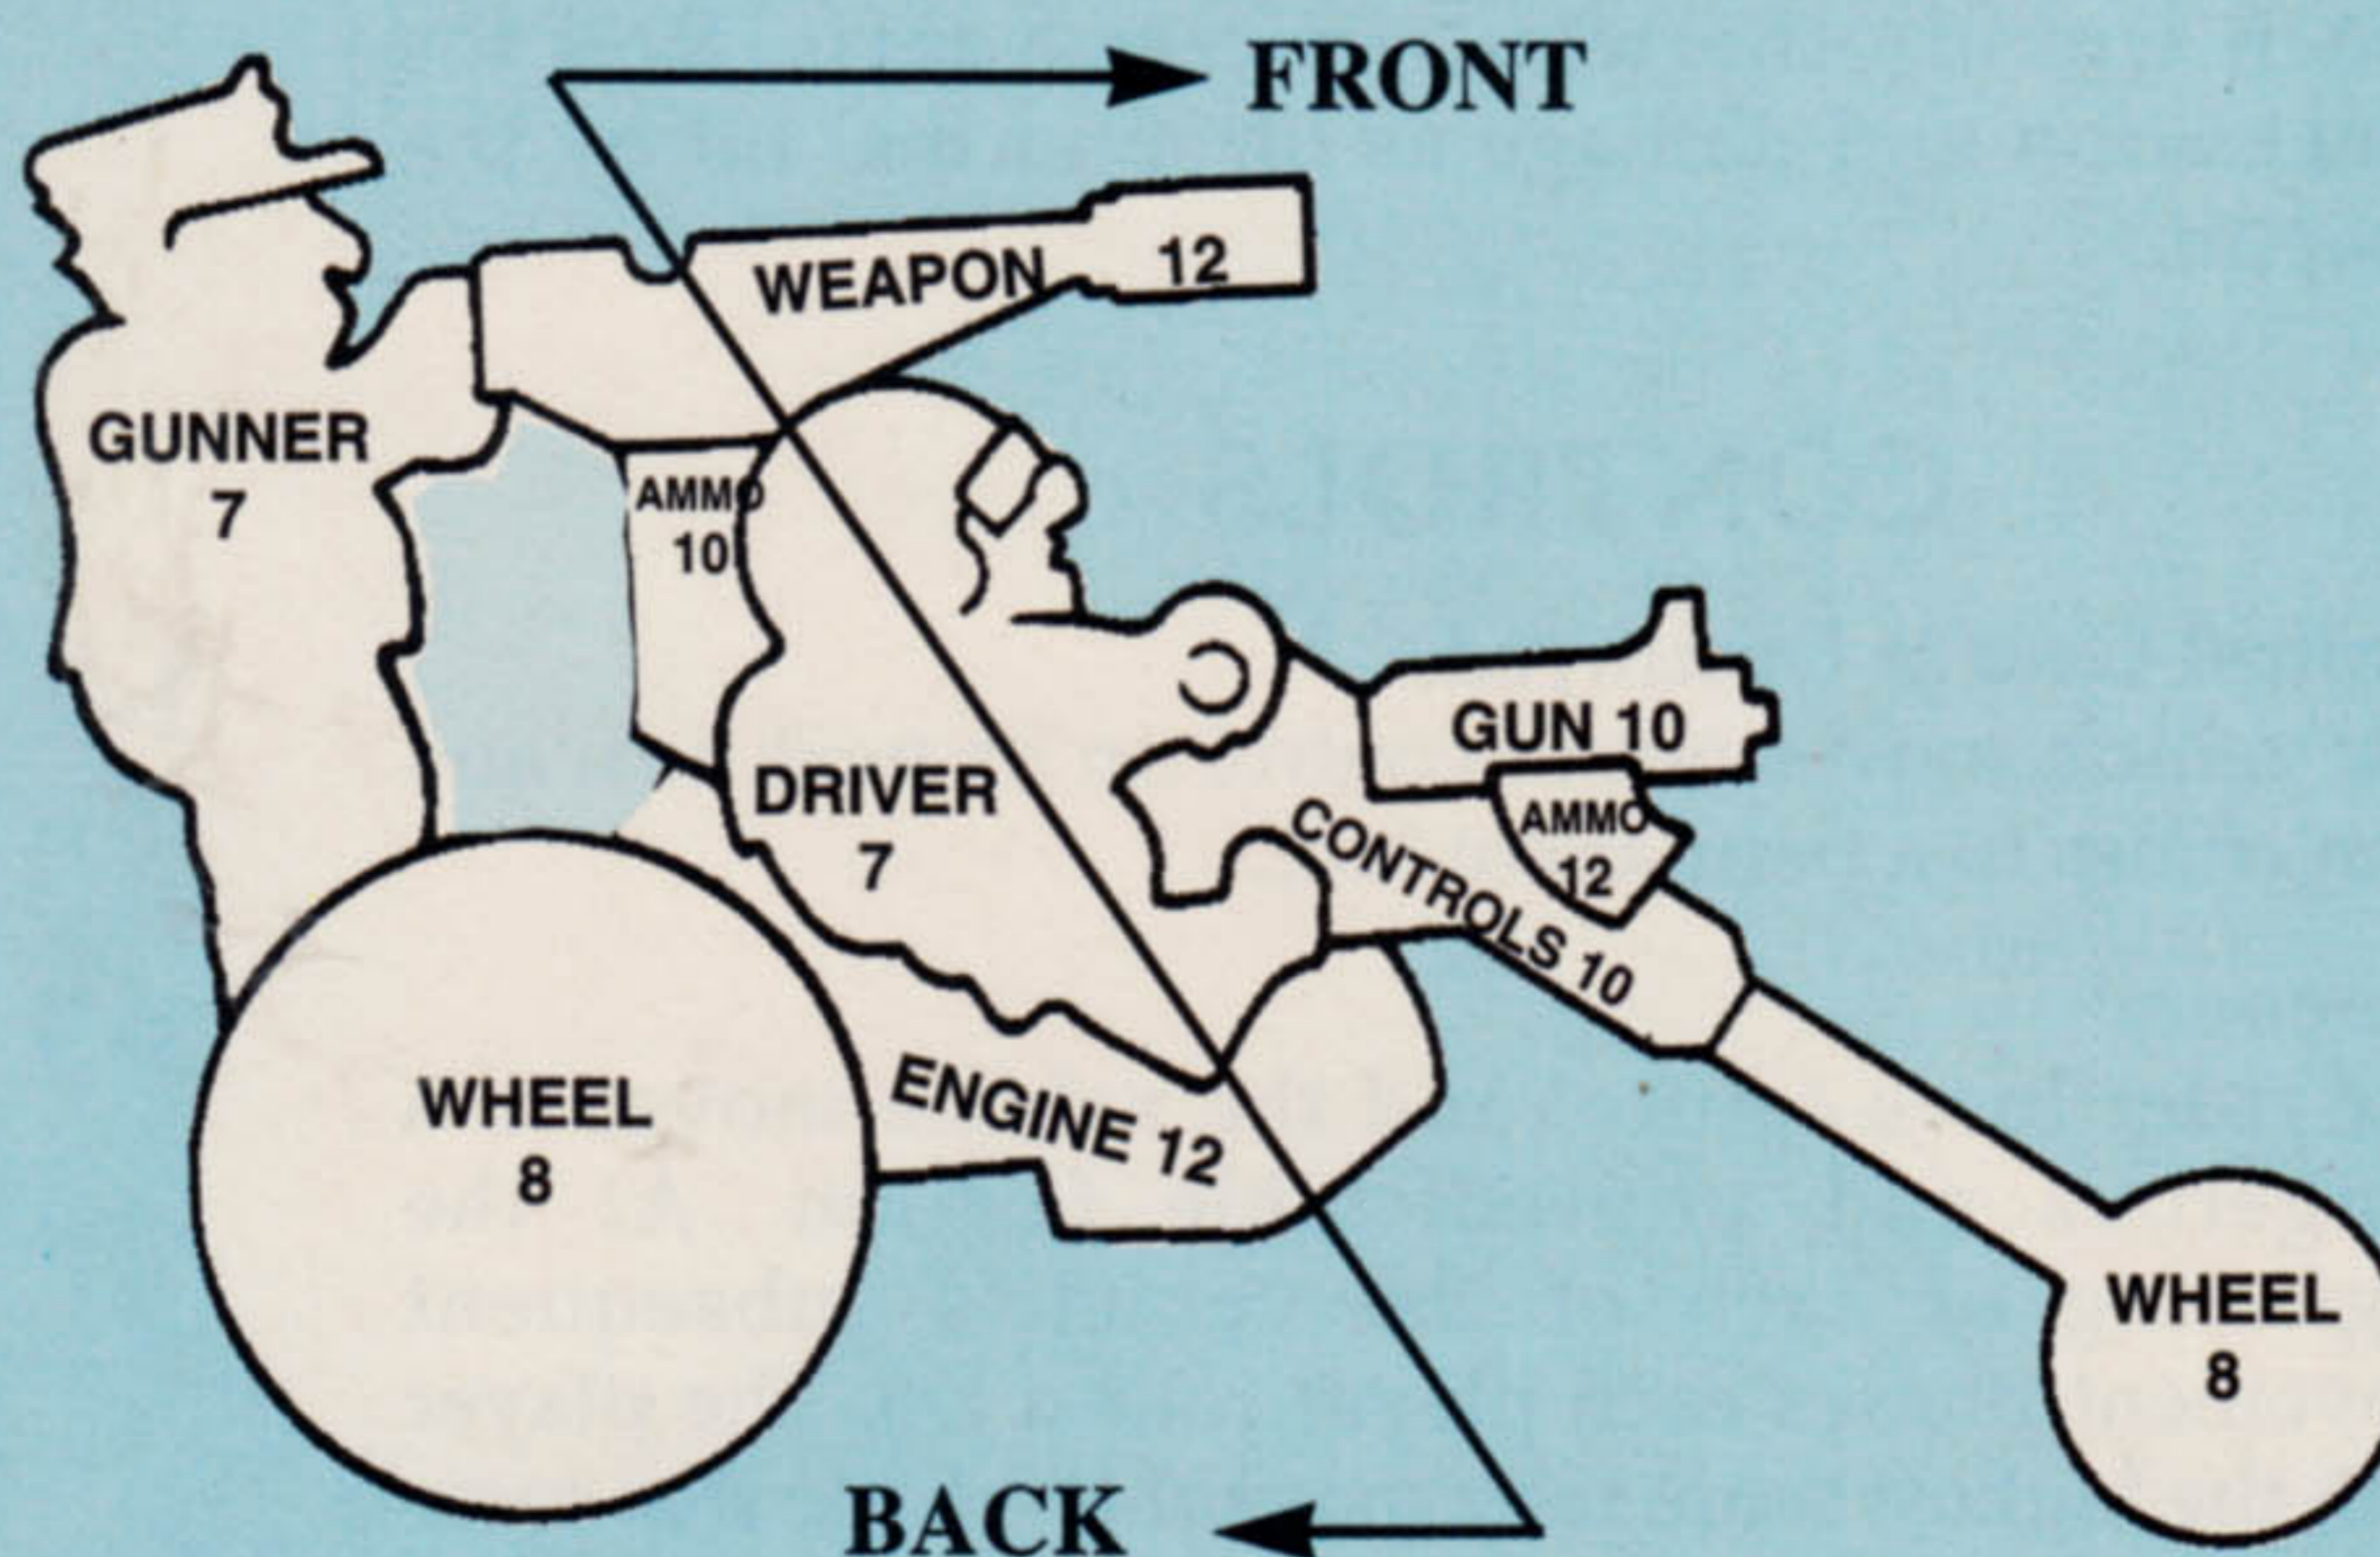 FRONT
WEAPON 12
GUNNER
7
AMMO
10
GUN 10
DRIVER
7
AMMO
12
CONTROLS 10
WHEEL
8
ENGINE 12
WHEEL
8
BACK